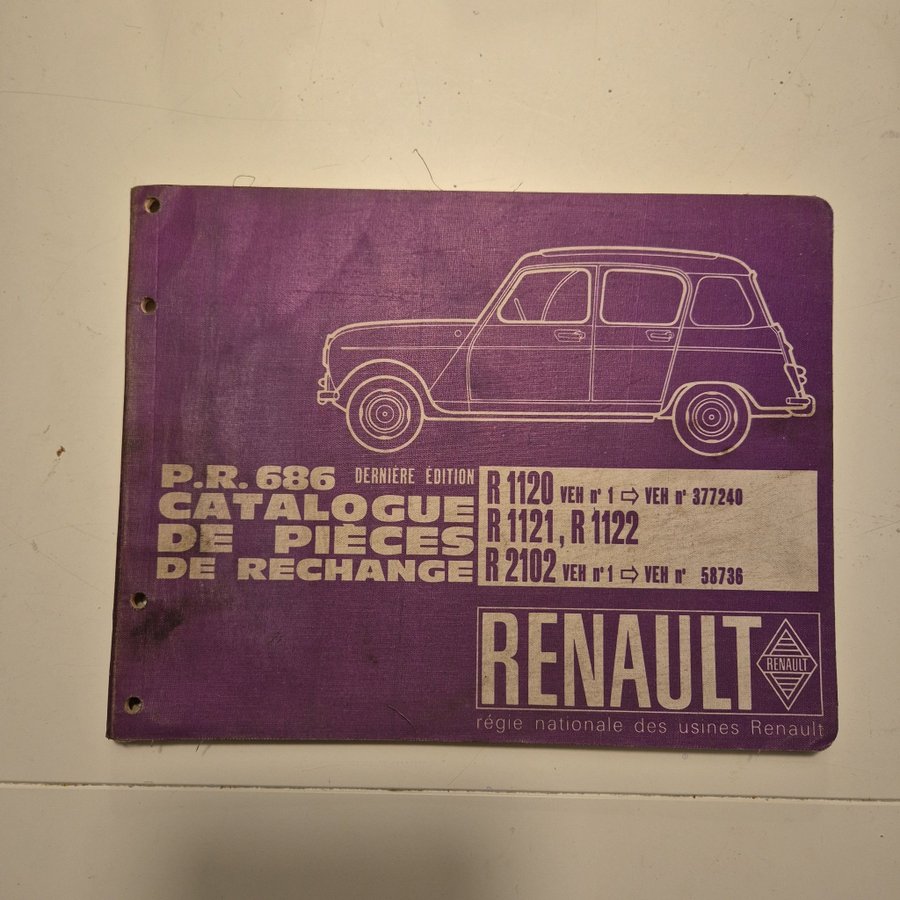 P.R. 686 DERNIÈRE ÉDITION
CATALOGUE
DE PIÈCES
DE RECHANGE
R 1120 VEH n° 1 ⇨ VEH n° 377240
R 1121, R 1122
R 2102 VEH n° 1 ⇨ VEH n° 58736
RENAULT
RENAULT
régie nationale des usines Renault